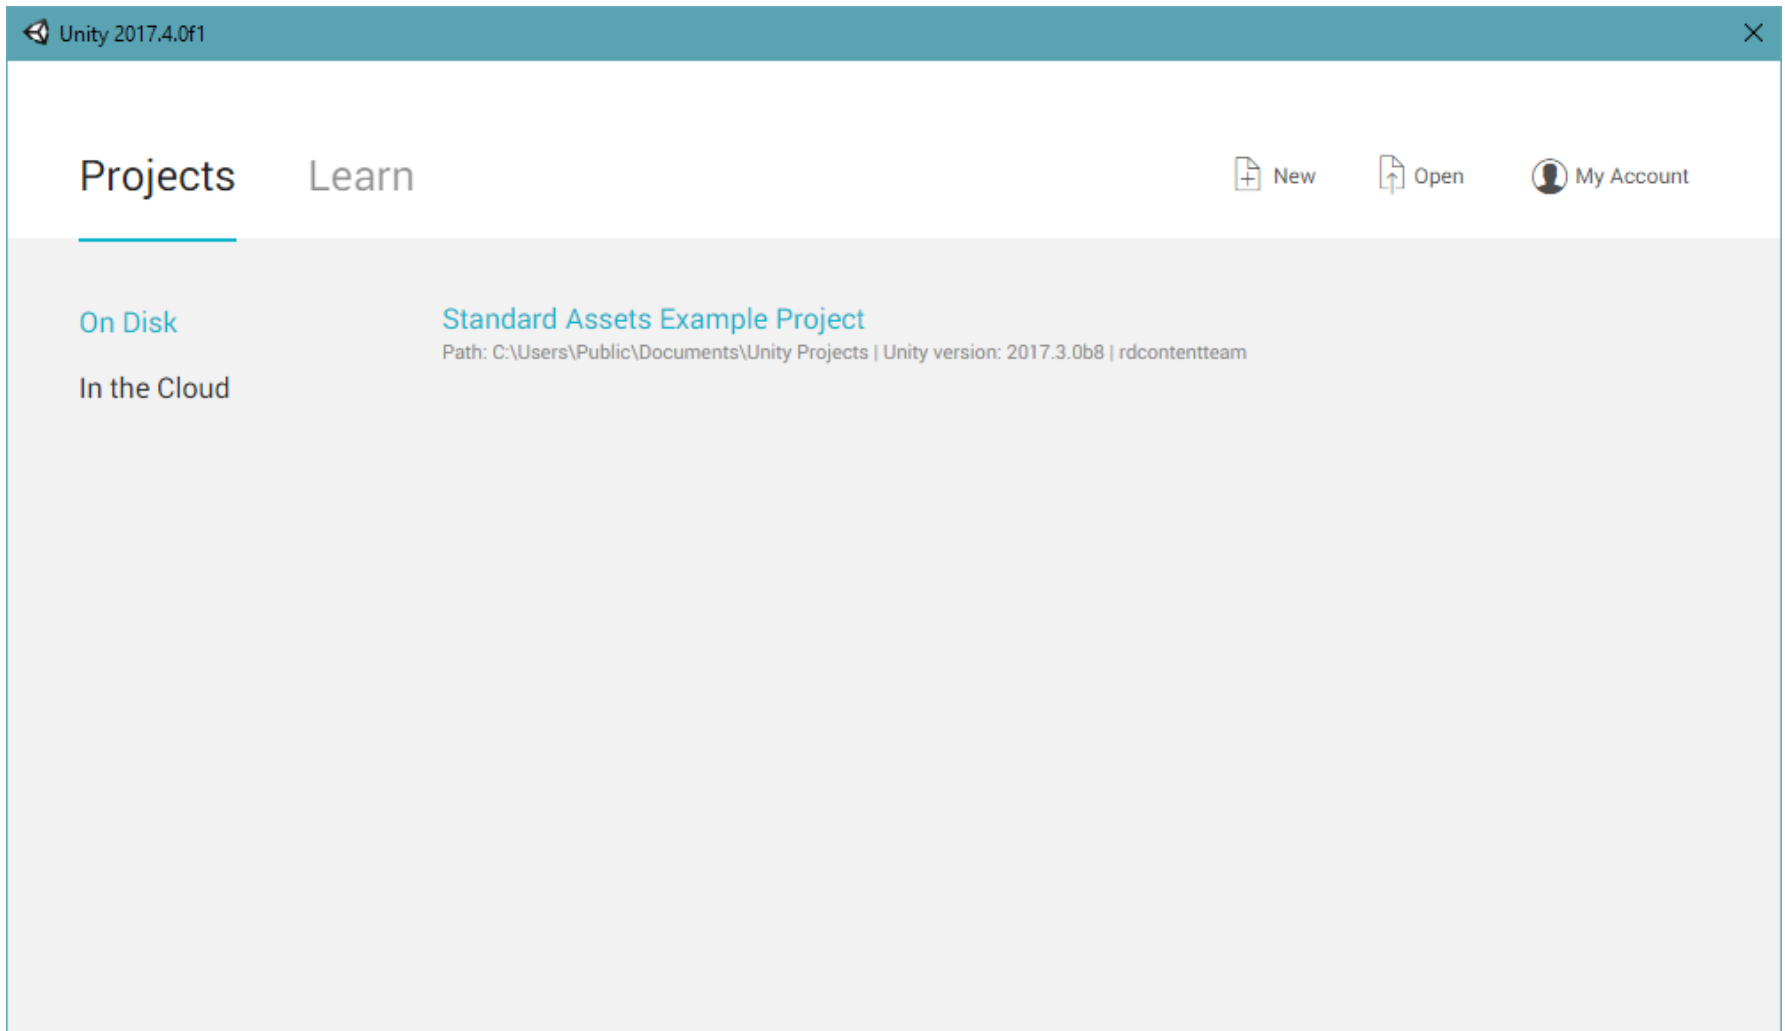 Unity 2017.4.0f1
Projects Learn New Open My Account
On Disk
In the Cloud
Standard Assets Example Project
Path: C:\Users\Public\Documents\Unity Projects | Unity version: 2017.3.0b8 | rdcontentteam